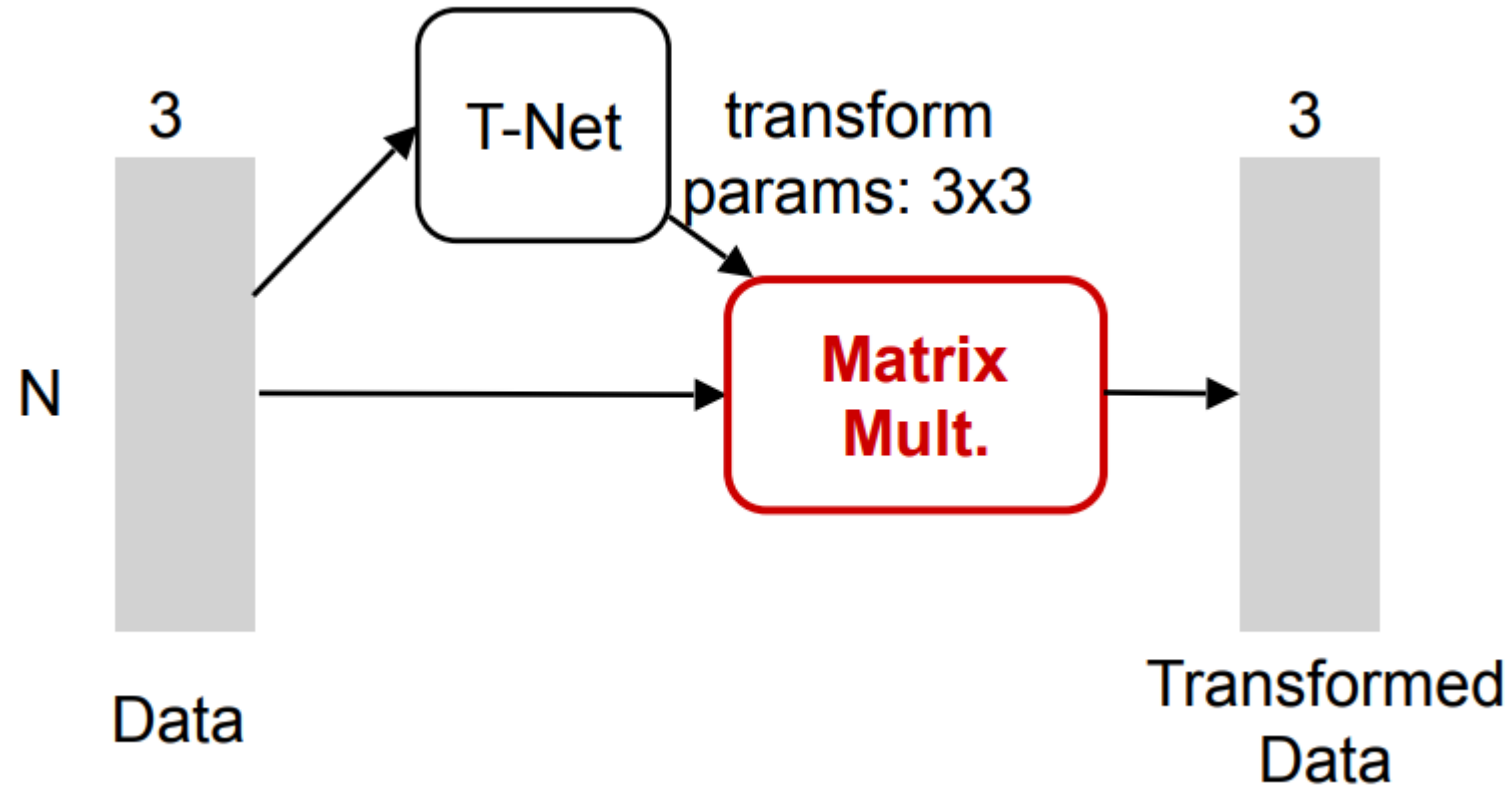 3
T-Net
transform
params: 3x3
3
N
Matrix
Mult.
Data
Transformed
Data